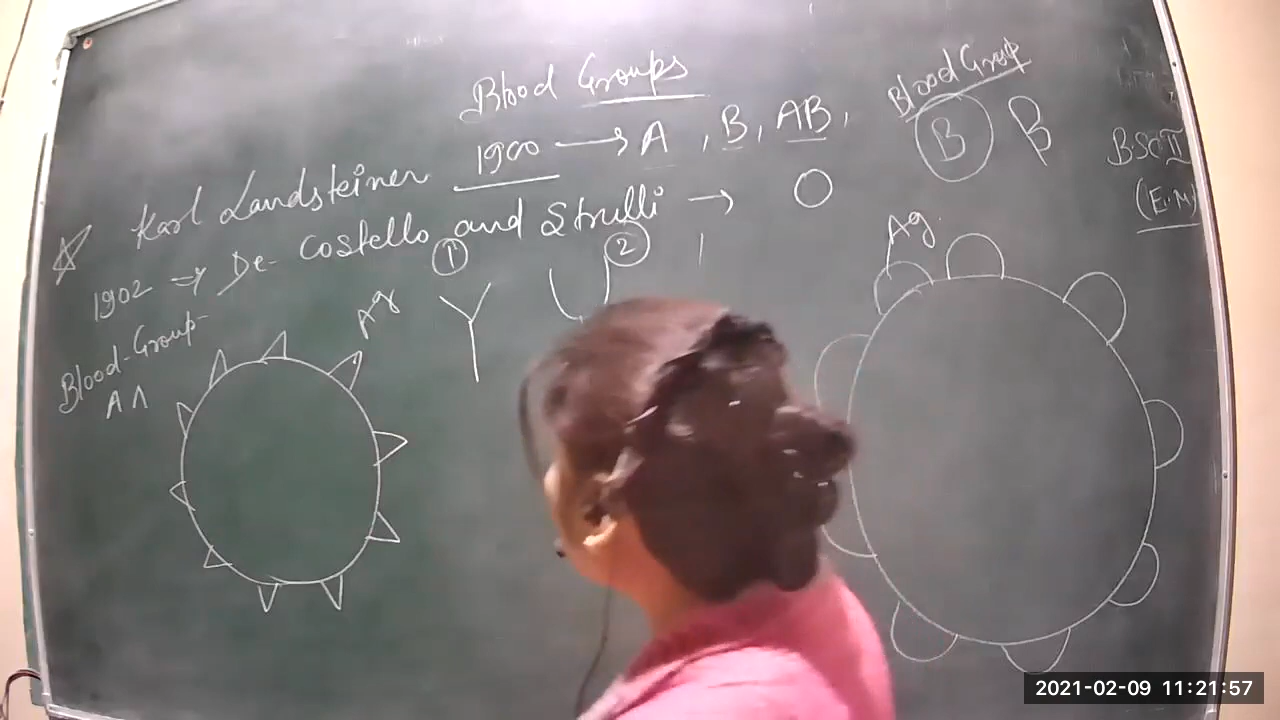 Blood Groups
Karl Landsteiner 1900 → A, B, AB,
1902 → De-costello and Strulli → O
① ②
Blood-Group-
A A
Ag
Blood Group
B B
Ag
B.Sc II
(E.M)
2021-02-09 11:21:57